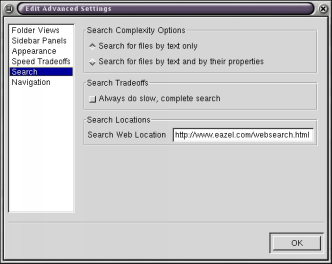 Edit Advanced Settings
Folder Views
Sidebar Panels
Appearance
Speed Tradeoffs
Search
Navigation
Search Complexity Options
Search for files by text only
Search for files by text and by their properties
Search Tradeoffs
Always do slow, complete search
Search Locations
Search Web Location http://www.eazel.com/websearch.html
OK